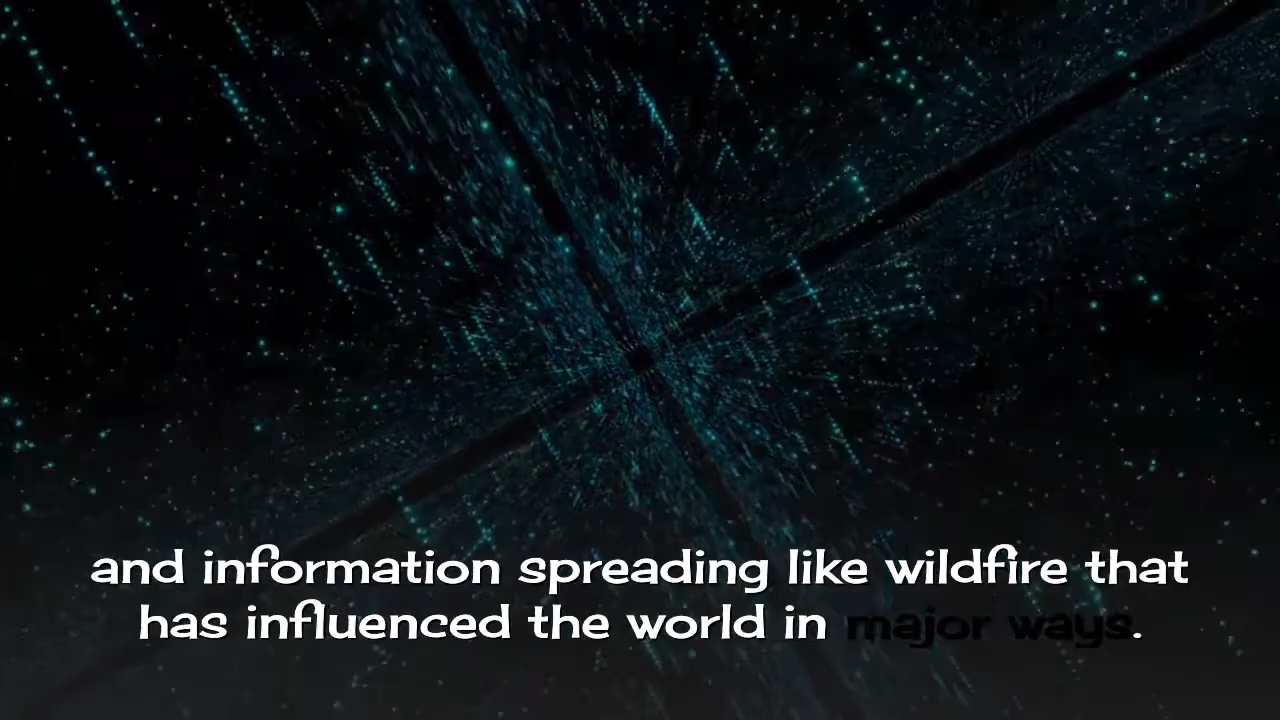 and information spreading like wildfire that
has influenced the world in major ways.